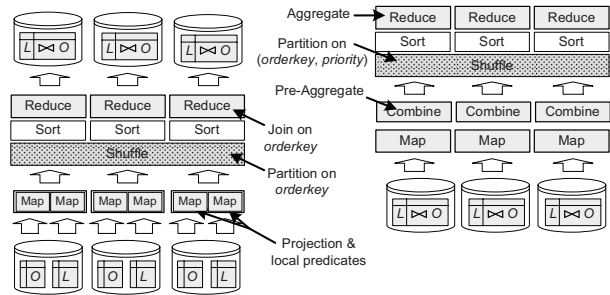 L ⋈ O L ⋈ O L ⋈ O
Reduce Reduce Reduce
Sort Sort Sort
Shuffle
Map Map Map Map Map Map
O L O L O L
Join on
orderkey
Partition on
orderkey
Projection &
local predicates
Aggregate
Partition on
(orderkey, priority)
Pre-Aggregate
Reduce Reduce Reduce
Sort Sort Sort
Shuffle
Combine Combine Combine
Map Map Map
L ⋈ O L ⋈ O L ⋈ O